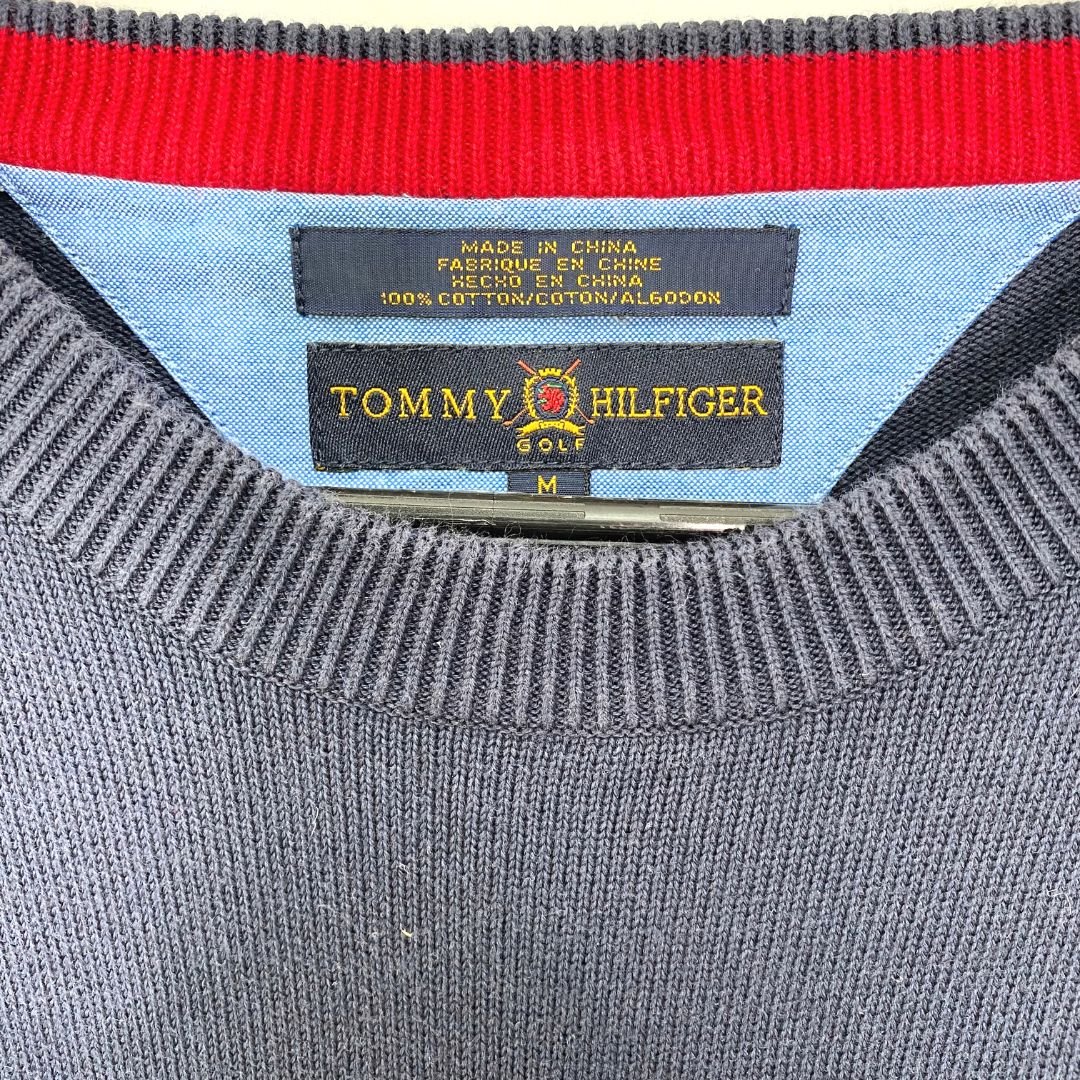 MADE IN CHINA
FABRIQUE EN CHINE
HECHO EN CHINA
100% COTTON/COTON/ALGODON
TOMMY HILFIGER
GOLF
M